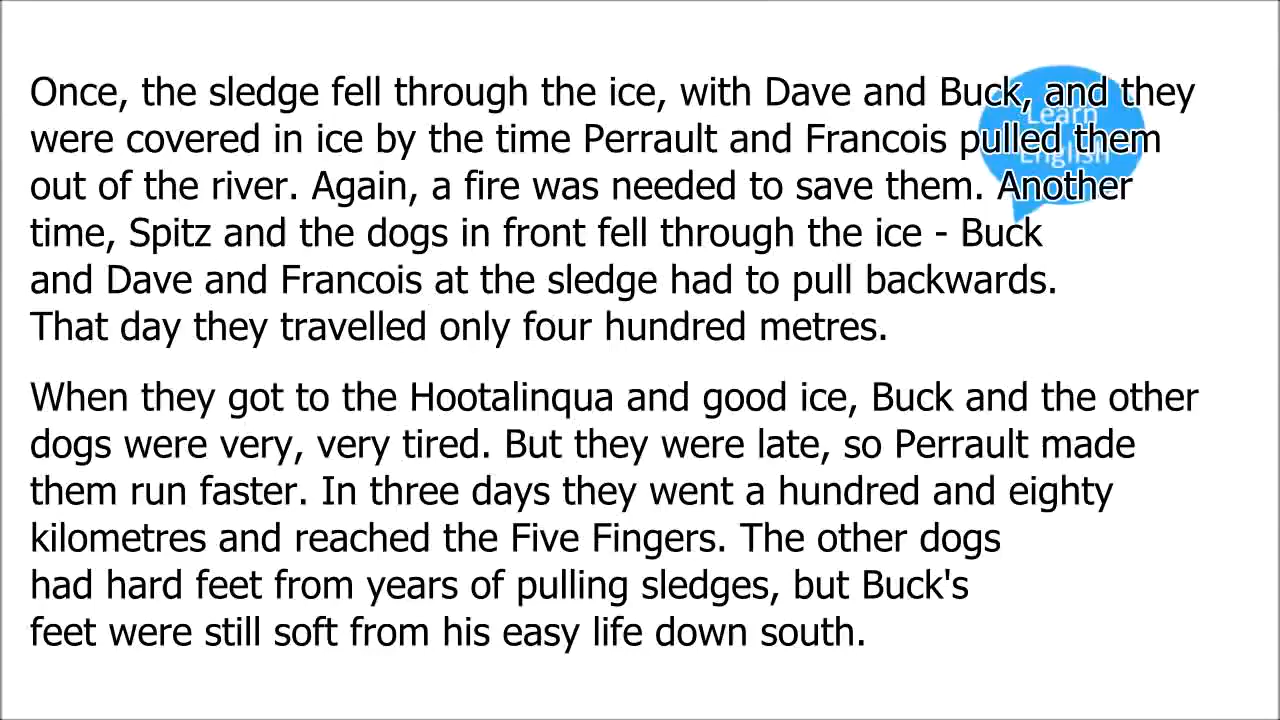 Once, the sledge fell through the ice, with Dave and Buck, and they
were covered in ice by the time Perrault and Francois pulled them
out of the river. Again, a fire was needed to save them. Another
time, Spitz and the dogs in front fell through the ice - Buck
and Dave and Francois at the sledge had to pull backwards.
That day they travelled only four hundred metres.
When they got to the Hootalinqua and good ice, Buck and the other
dogs were very, very tired. But they were late, so Perrault made
them run faster. In three days they went a hundred and eighty
kilometres and reached the Five Fingers. The other dogs
had hard feet from years of pulling sledges, but Buck's
feet were still soft from his easy life down south.
Learn
English